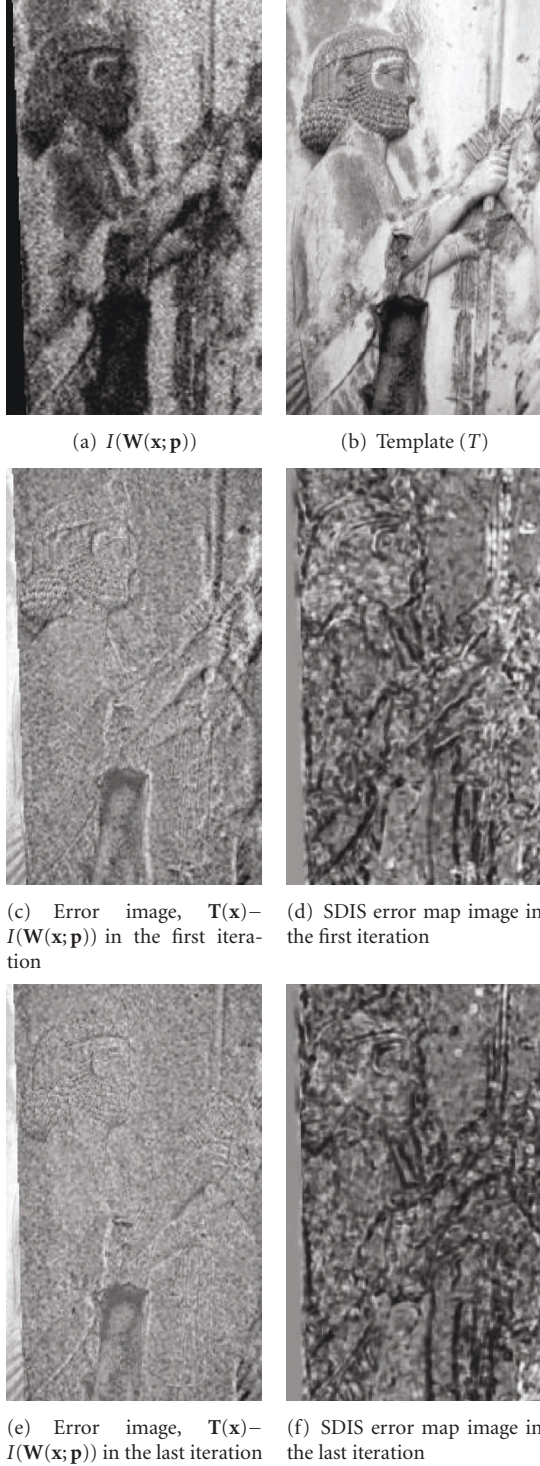 (a) I(W(x; p))
(b) Template (T)
(c) Error image, T(x)−
I(W(x; p)) in the first itera-
tion
(d) SDIS error map image in
the first iteration
(e) Error image, T(x)−
I(W(x; p)) in the last iteration
(f) SDIS error map image in
the last iteration